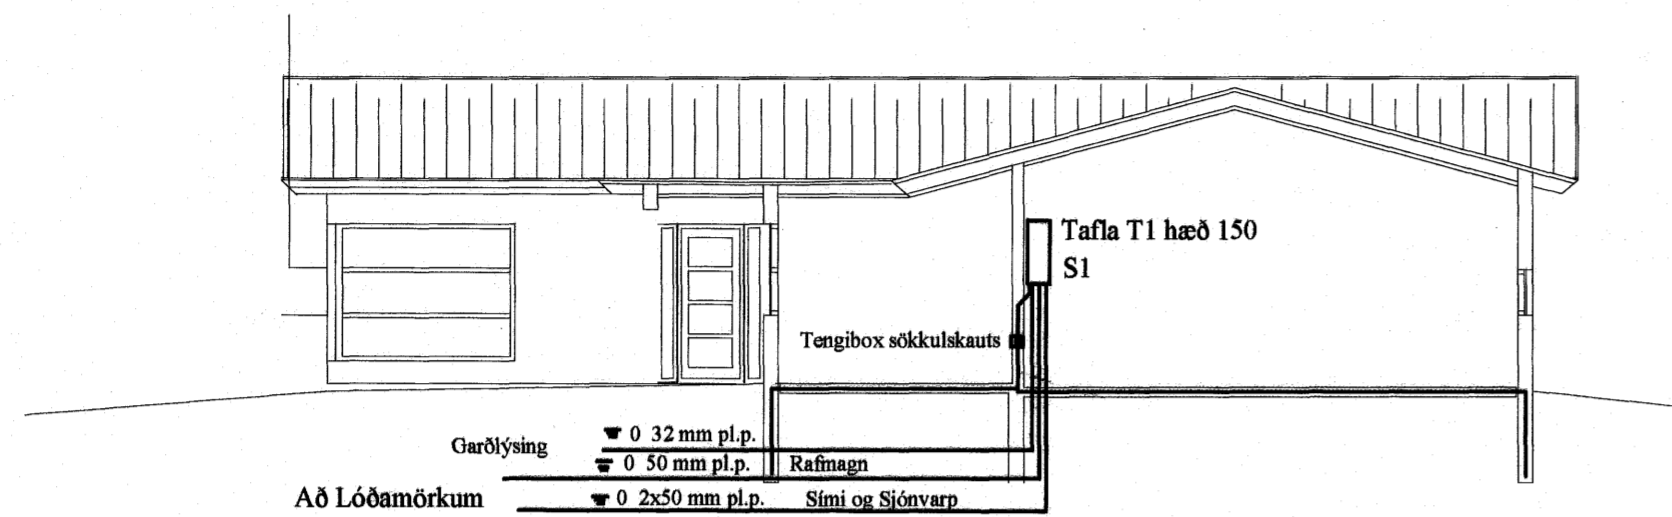 Tafla T1 hæð 150
S1
Tengibox sökkulskauts
Garðlýsing 0 32 mm pl.p.
0 50 mm pl.p. Rafmagn
Að Lóðamörkum 0 2x50 mm pl.p. Sími og Sjónvarp